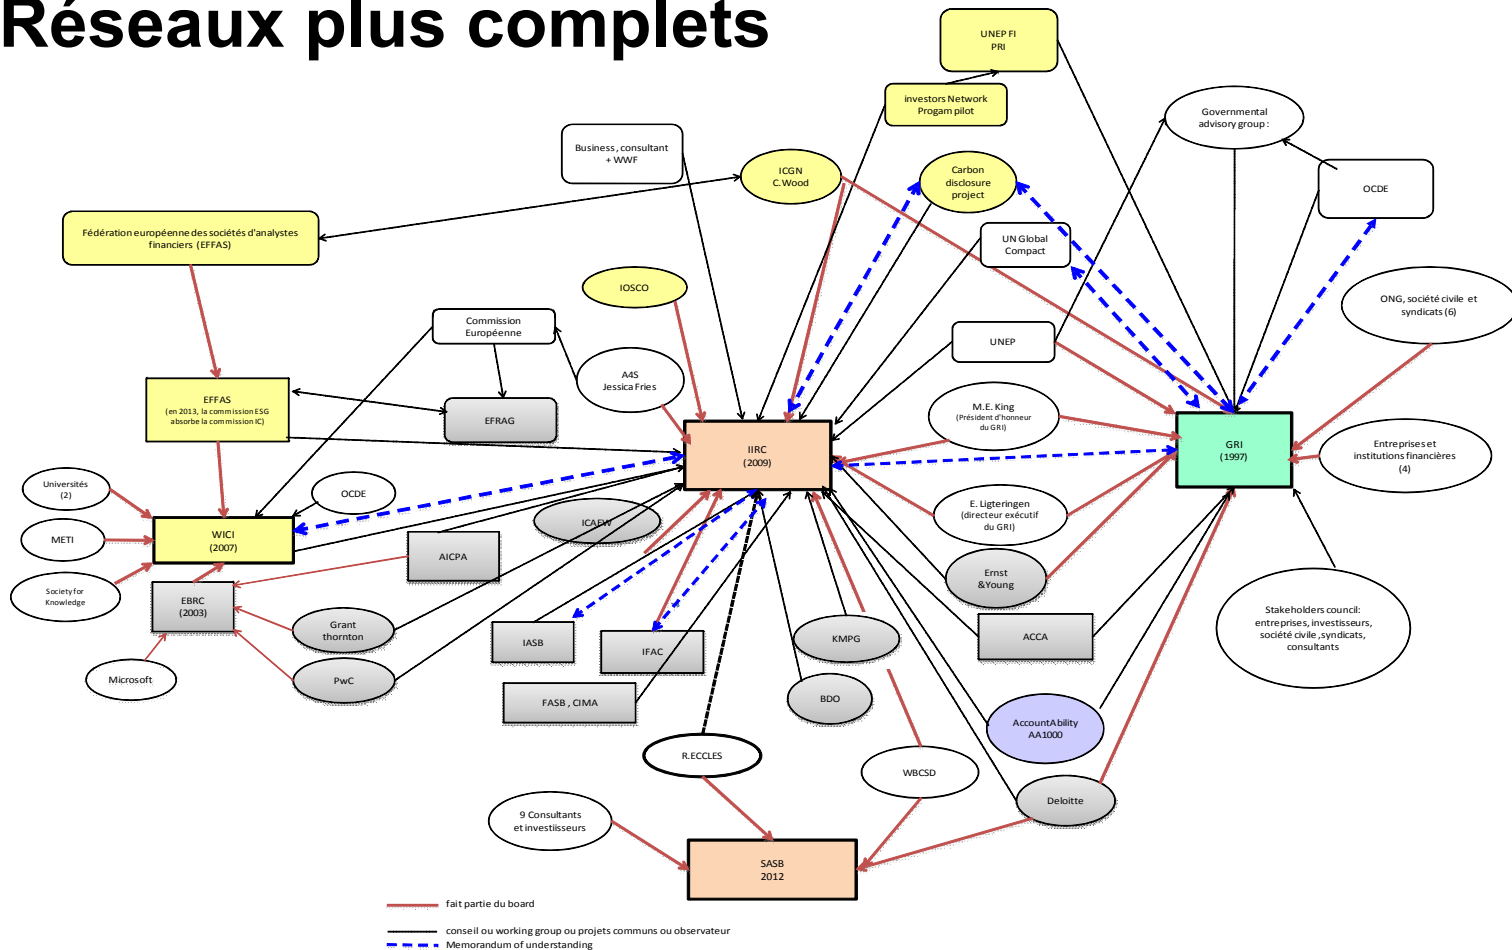 Réseaux plus complets
UNEP FI
PRI
investors Network
Progam pilot
Governmental
advisory group :
Business , consultant
+ WWF
ICGN
C.Wood
Carbon
disclosure
project
OCDE
Fédération européenne des sociétés d'analystes
financiers (EFFAS)
UN Global
Compact
IOSCO
ONG, société civile et
syndicats (6)
Commission
Européenne
UNEP
A4S
Jessica Fries
EFFAS
(en 2013, la commission ESG
absorbe la commission IC)
EFRAG
M.E. King
(Président d'honneur
du GRI)
IIRC
(2009)
GRI
(1997)
Entreprises et
institutions financières
(4)
Universités
(2)
OCDE
E. Ligteringen
(directeur exécutif
du GRI)
METI
WICI
(2007)
ICAEW
AICPA
Society for
Knowledge
EBRC
(2003)
Ernst
&Young
Grant
thornton
IASB
IFAC
KMPG
ACCA
Stakeholders council:
entreprises, investisseurs,
société civile ,syndicats,
consultants
Microsoft
PwC
FASB , CIMA
BDO
AccountAbility
AA1000
R.ECCLES
WBCSD
Deloitte
9 Consultants
et investiisseurs
SASB
2012
fait partie du board
conseil ou working group ou projets communs ou observateur
Memorandum of understanding